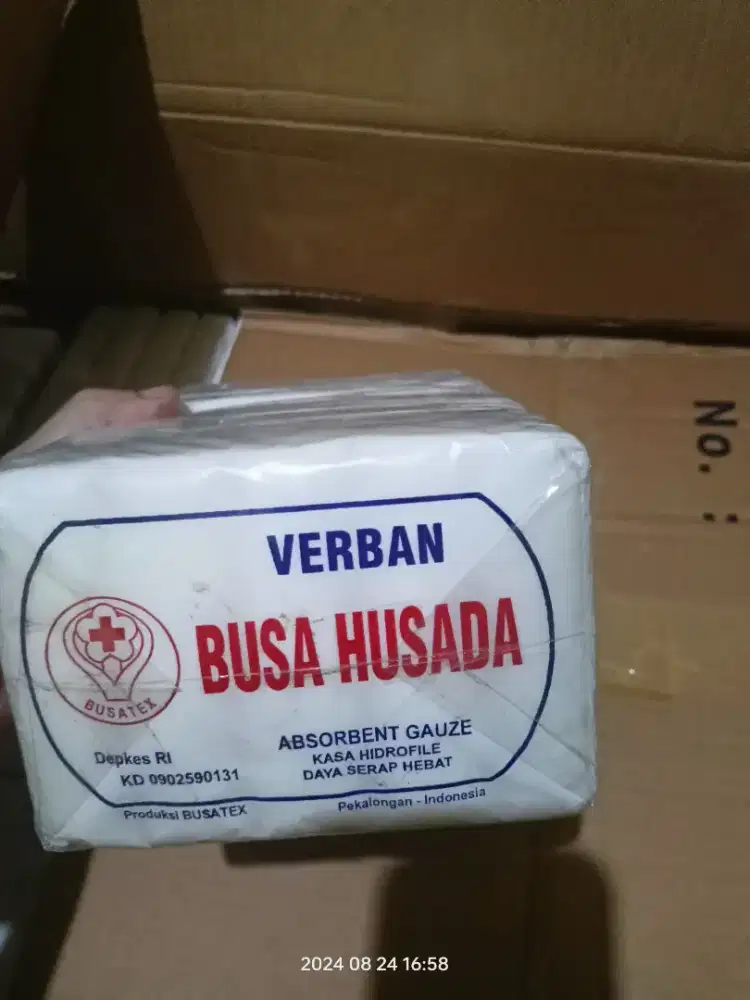 No. :
VERBAN
BUSA HUSADA
BUSATEX
ABSORBENT GAUZE
KASA HIDROFILE
DAYA SERAP HEBAT
Depkes RI
KD 0902590131
Produksi BUSATEX
Pekalongan - Indonesia
2024 08 24 16:58